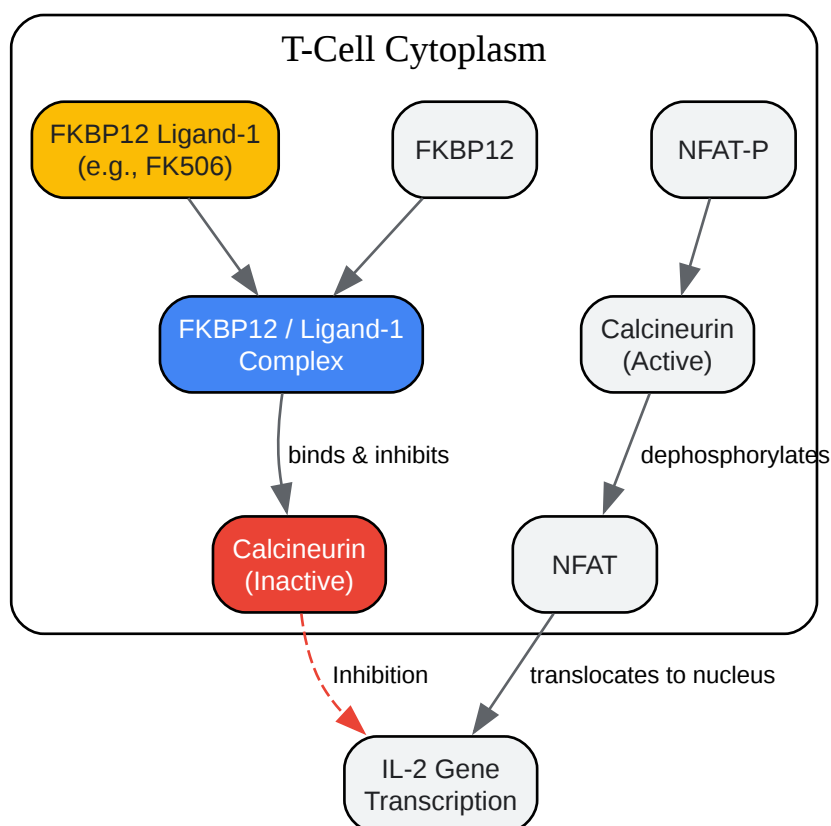 T-Cell Cytoplasm
FKBP12 Ligand-1
(e.g., FK506)
FKBP12
NFAT-P
FKBP12 / Ligand-1
Complex
Calcineurin
(Active)
binds & inhibits
dephosphorylates
Calcineurin
(Inactive)
NFAT
Inhibition
translocates to nucleus
IL-2 Gene
Transcription